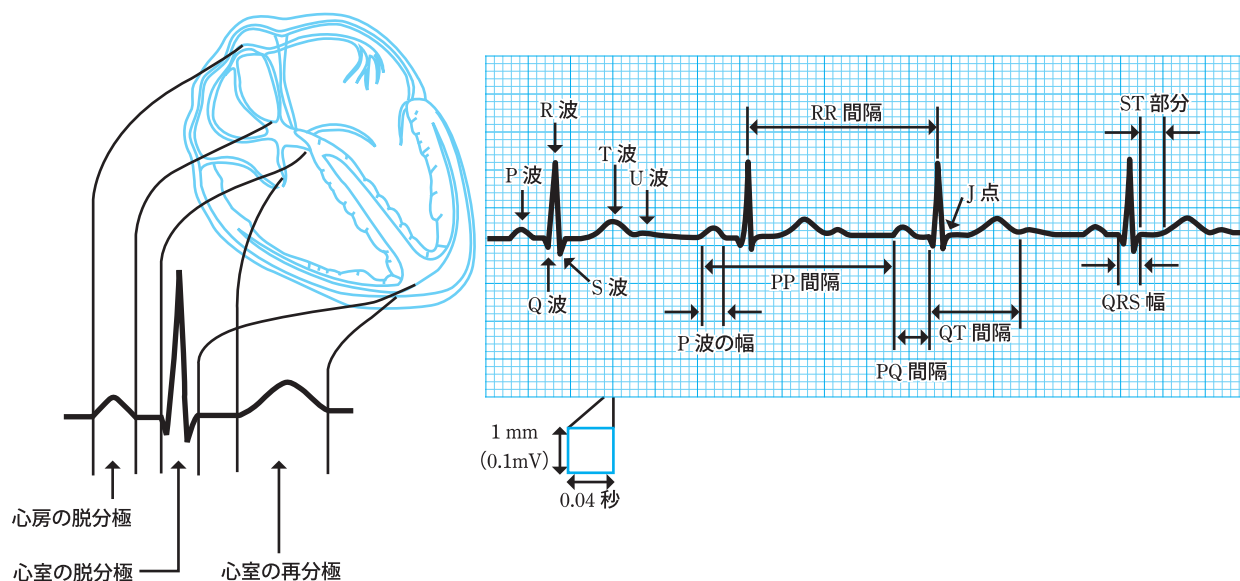 R 波
P 波
T 波
U 波
Q 波
S 波
RR 間隔
PP 間隔
P 波の幅
J 点
PQ 間隔
QT 間隔
ST 部分
QRS 幅
1 mm
(0.1mV)
0.04 秒
心房の脱分極
心室の脱分極
心室の再分極